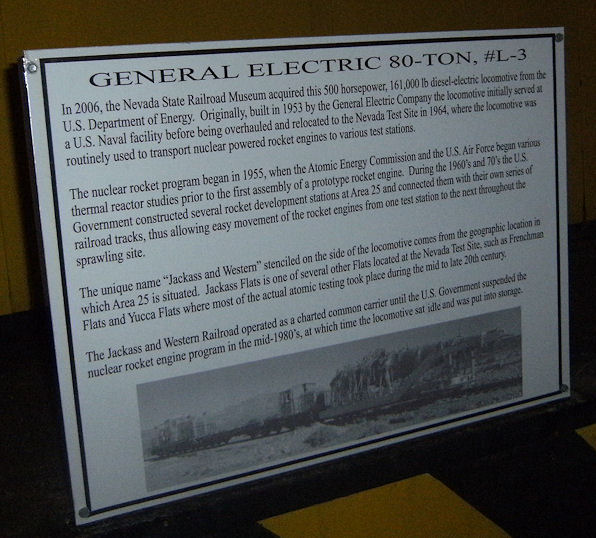 GENERAL ELECTRIC 80-TON, #L-3
In 2006, the Nevada State Railroad Museum acquired this 500 horsepower, 161,000 lb diesel-electric locomotive from the
U.S. Department of Energy. Originally, built in 1953 by the General Electric Company the locomotive initially served at
a U.S. Naval facility before being overhauled and relocated to the Nevada Test Site in 1964, where the locomotive was
routinely used to transport nuclear powered rocket engines to various test stations.
The nuclear rocket program began in 1955, when the Atomic Energy Commission and the U.S. Air Force began various
thermal reactor studies prior to the first assembly of a prototype rocket engine. During the 1960's and 70's the U.S.
Government constructed several rocket development stations at Area 25 and connected them with their own series of
railroad tracks, thus allowing easy movement of the rocket engines from one test station to the next throughout the
sprawling site.
The unique name "Jackass and Western" stenciled on the side of the locomotive comes from the geographic location in
which Area 25 is situated. Jackass Flats is one of several other Flats located at the Nevada Test Site, such as Frenchman
Flats and Yucca Flats where most of the actual atomic testing took place during the mid to late 20th century.
The Jackass and Western Railroad operated as a charted common carrier until the U.S. Government suspended the
nuclear rocket engine program in the mid-1980's, at which time the locomotive sat idle and was put into storage.